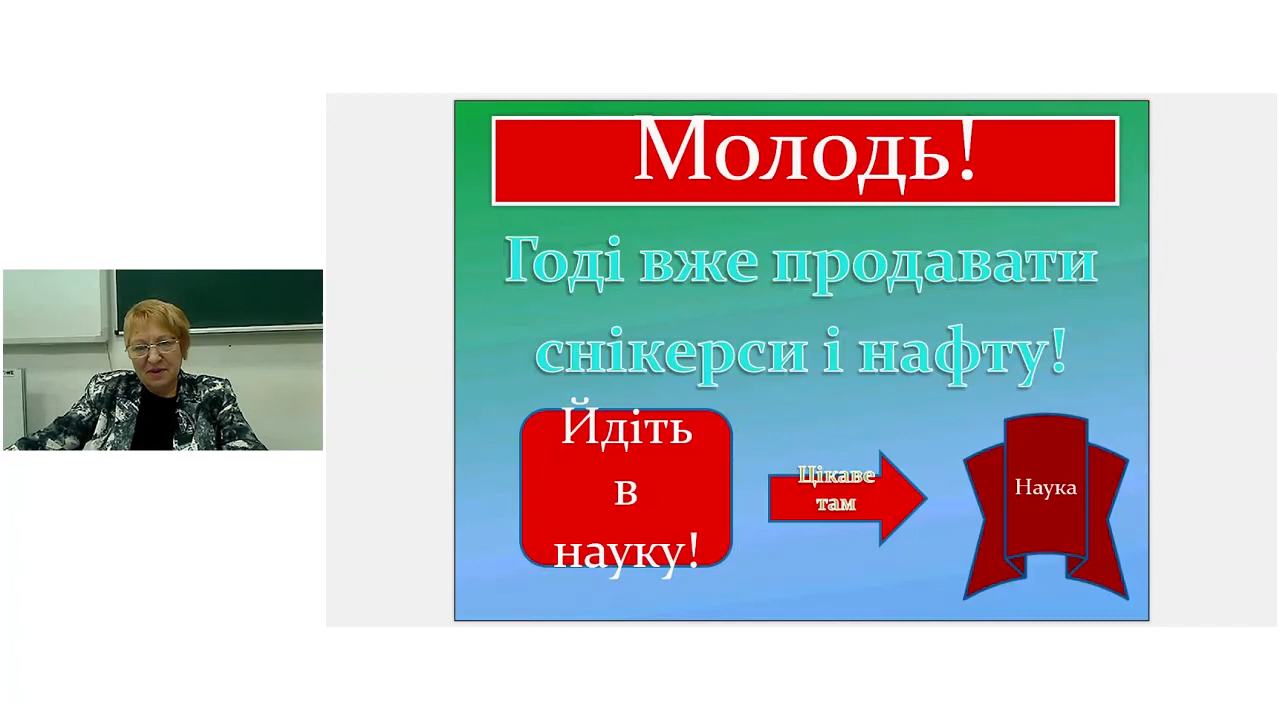 Молодь!
Годі вже продавати
снікерси і нафту!
Йдіть
в
науку!
Цікаве
там
Наука